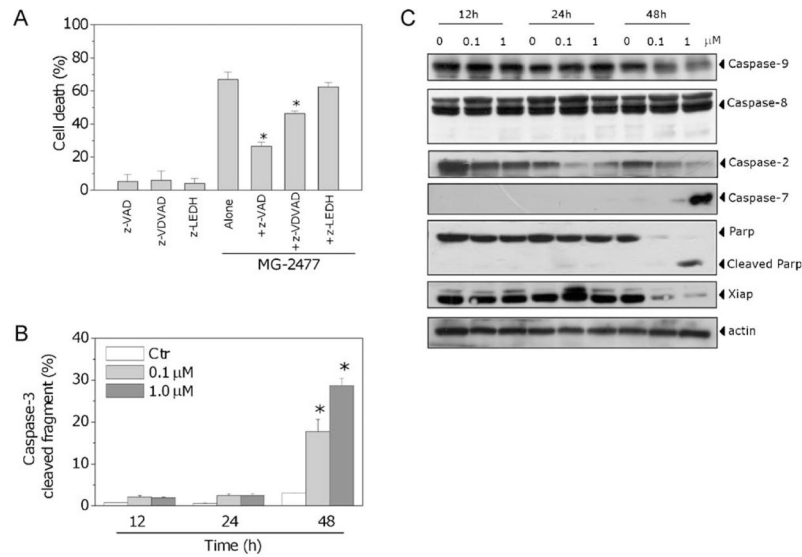 A
Cell death (%)
100
80
60
40
20
0
z-VAD
z-VDVAD
z-LEDH
Alone
+z-VAD
+z-VDVAD
+z-LEDH
*
*
MG-2477
B
Caspase-3
cleaved fragment (%)
40
30
20
10
0
Ctr
0.1 µM
1.0 µM
*
*
12 24 48
Time (h)
C
12h 24h 48h
0 0.1 1 0 0.1 1 0 0.1 1 µM
Caspase-9
Caspase-8
Caspase-2
Caspase-7
Parp
Cleaved Parp
Xiap
actin